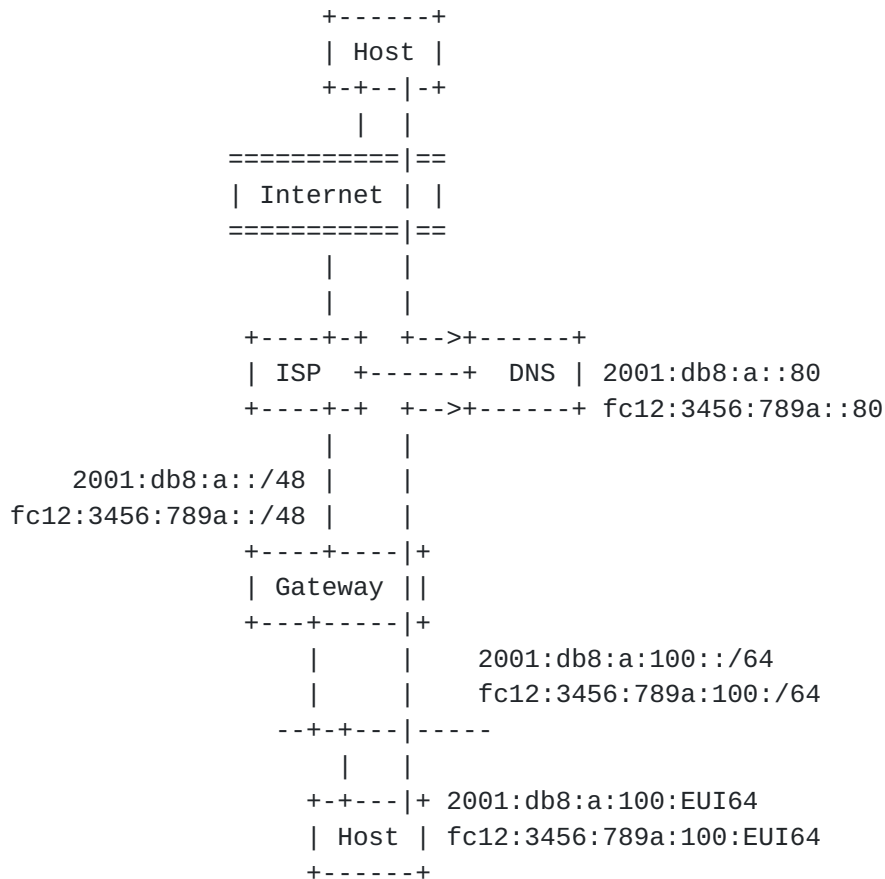 Host
Internet
ISP DNS 2001:db8:a::80
fc12:3456:789a::80
2001:db8:a::/48
fc12:3456:789a::/48
Gateway
2001:db8:a:100::/64
fc12:3456:789a:100:/64
2001:db8:a:100:EUI64
Host fc12:3456:789a:100:EUI64